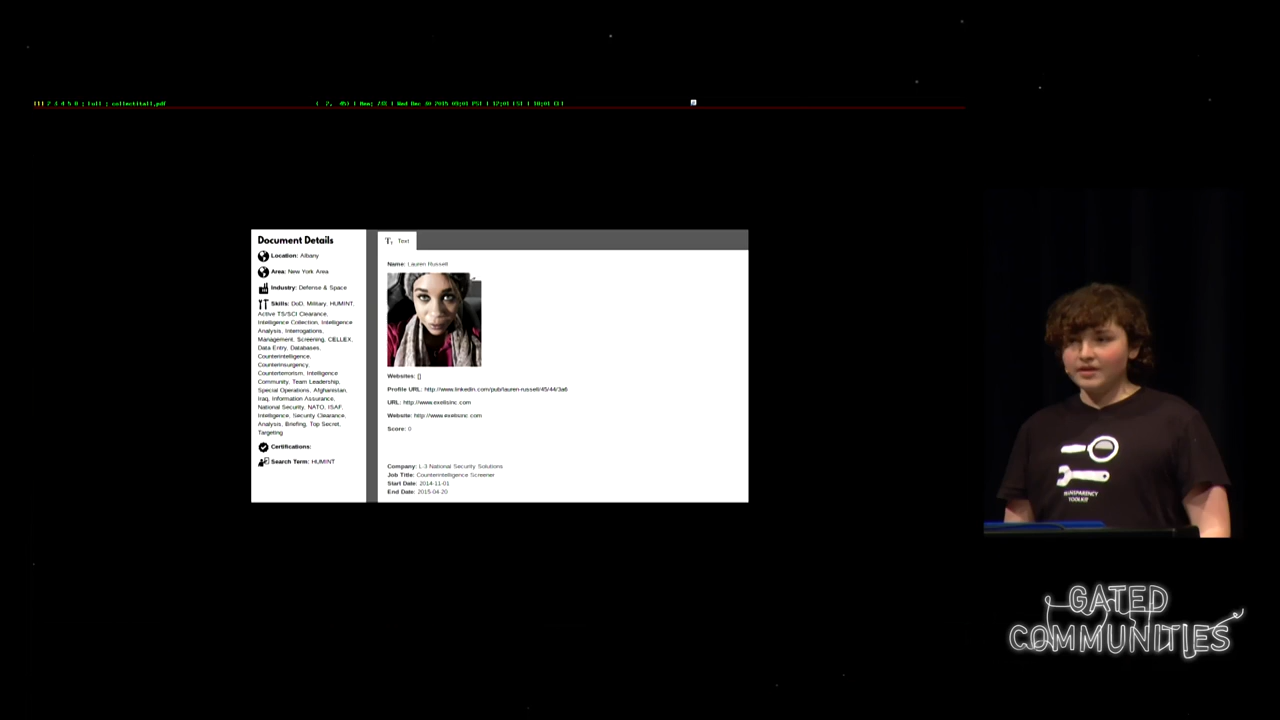 Document Details
Location: Albany
Area: New York Area
Industry: Defense & Space
Skills: DoD, Military, HUMINT,
Active TS/SCI Clearance,
Intelligence Collection, Intelligence
Analysis, Interrogations,
Management, Screening, CELLEX,
Data Entry, Databases,
Counterintelligence,
Counterinsurgency,
Counterterrorism, Intelligence
Community, Team Leadership,
Special Operations, Afghanistan,
Iraq, Information Assurance,
National Security, NATO, ISAF,
Intelligence, Security Clearance,
Analysis, Briefing, Top Secret,
Targeting
Certifications:
Search Term: HUMINT
Text
Name: Lauren Russell
Websites: []
Profile URL: http://www.linkedin.com/pub/lauren-russell/45/44/3a6
URL: http://www.exelisinc.com
Website: http://www.exelisinc.com
Score: 0
Company: L-3 National Security Solutions
Job Title: Counterintelligence Screener
Start Date: 2014-11-01
End Date: 2015-04-20
TRANSPARENCY
TOOLKIT
GATED
COMMUNITIES